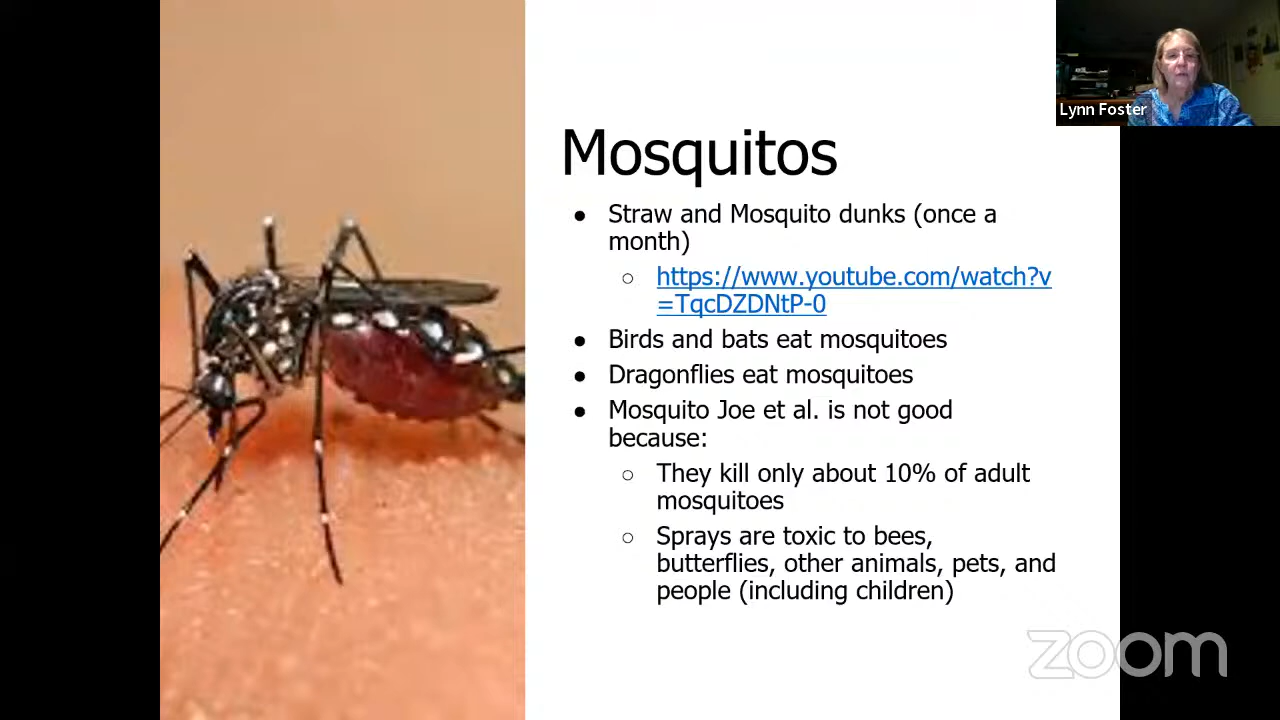 Lynn Foster
Mosquitos
● Straw and Mosquito dunks (once a
month)
○ https://www.youtube.com/watch?v
=TqcDZDNtP-0
● Birds and bats eat mosquitoes
● Dragonflies eat mosquitoes
● Mosquito Joe et al. is not good
because:
○ They kill only about 10% of adult
mosquitoes
○ Sprays are toxic to bees,
butterflies, other animals, pets, and
people (including children)
zoom